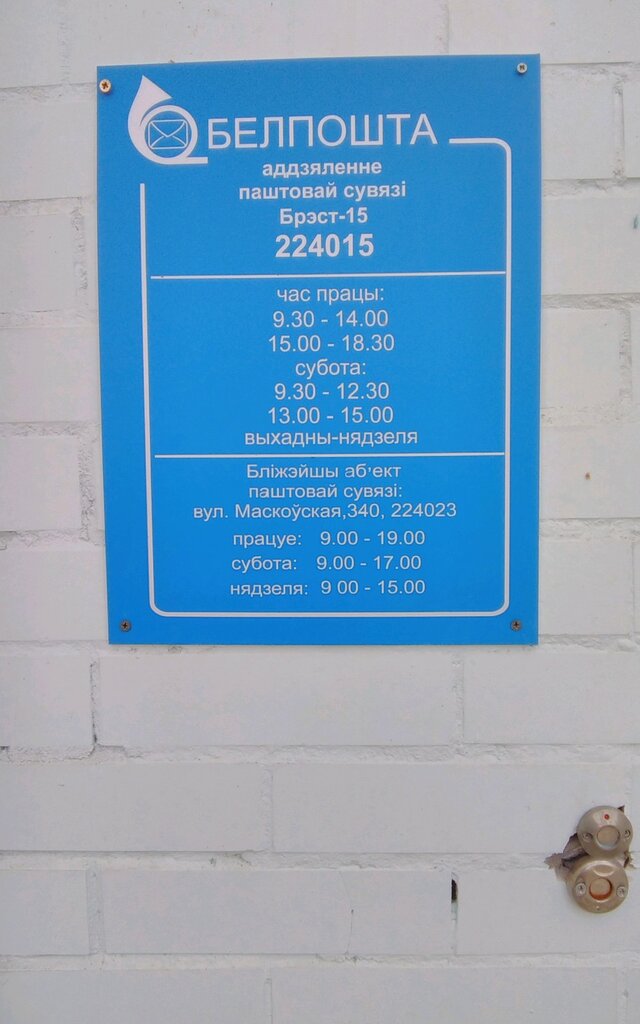 БЕЛПОШТА
аддзяленне
паштовай сувязі
Брэст-15
224015
час працы:
9.30 - 14.00
15.00 - 18.30
субота:
9.30 - 12.30
13.00 - 15.00
выхадны-нядзеля
Бліжэйшы аб'ект
паштовай сувязі:
вул. Маскоўская,340, 224023
працуе: 9.00 - 19.00
субота: 9.00 - 17.00
нядзеля: 9 00 - 15.00